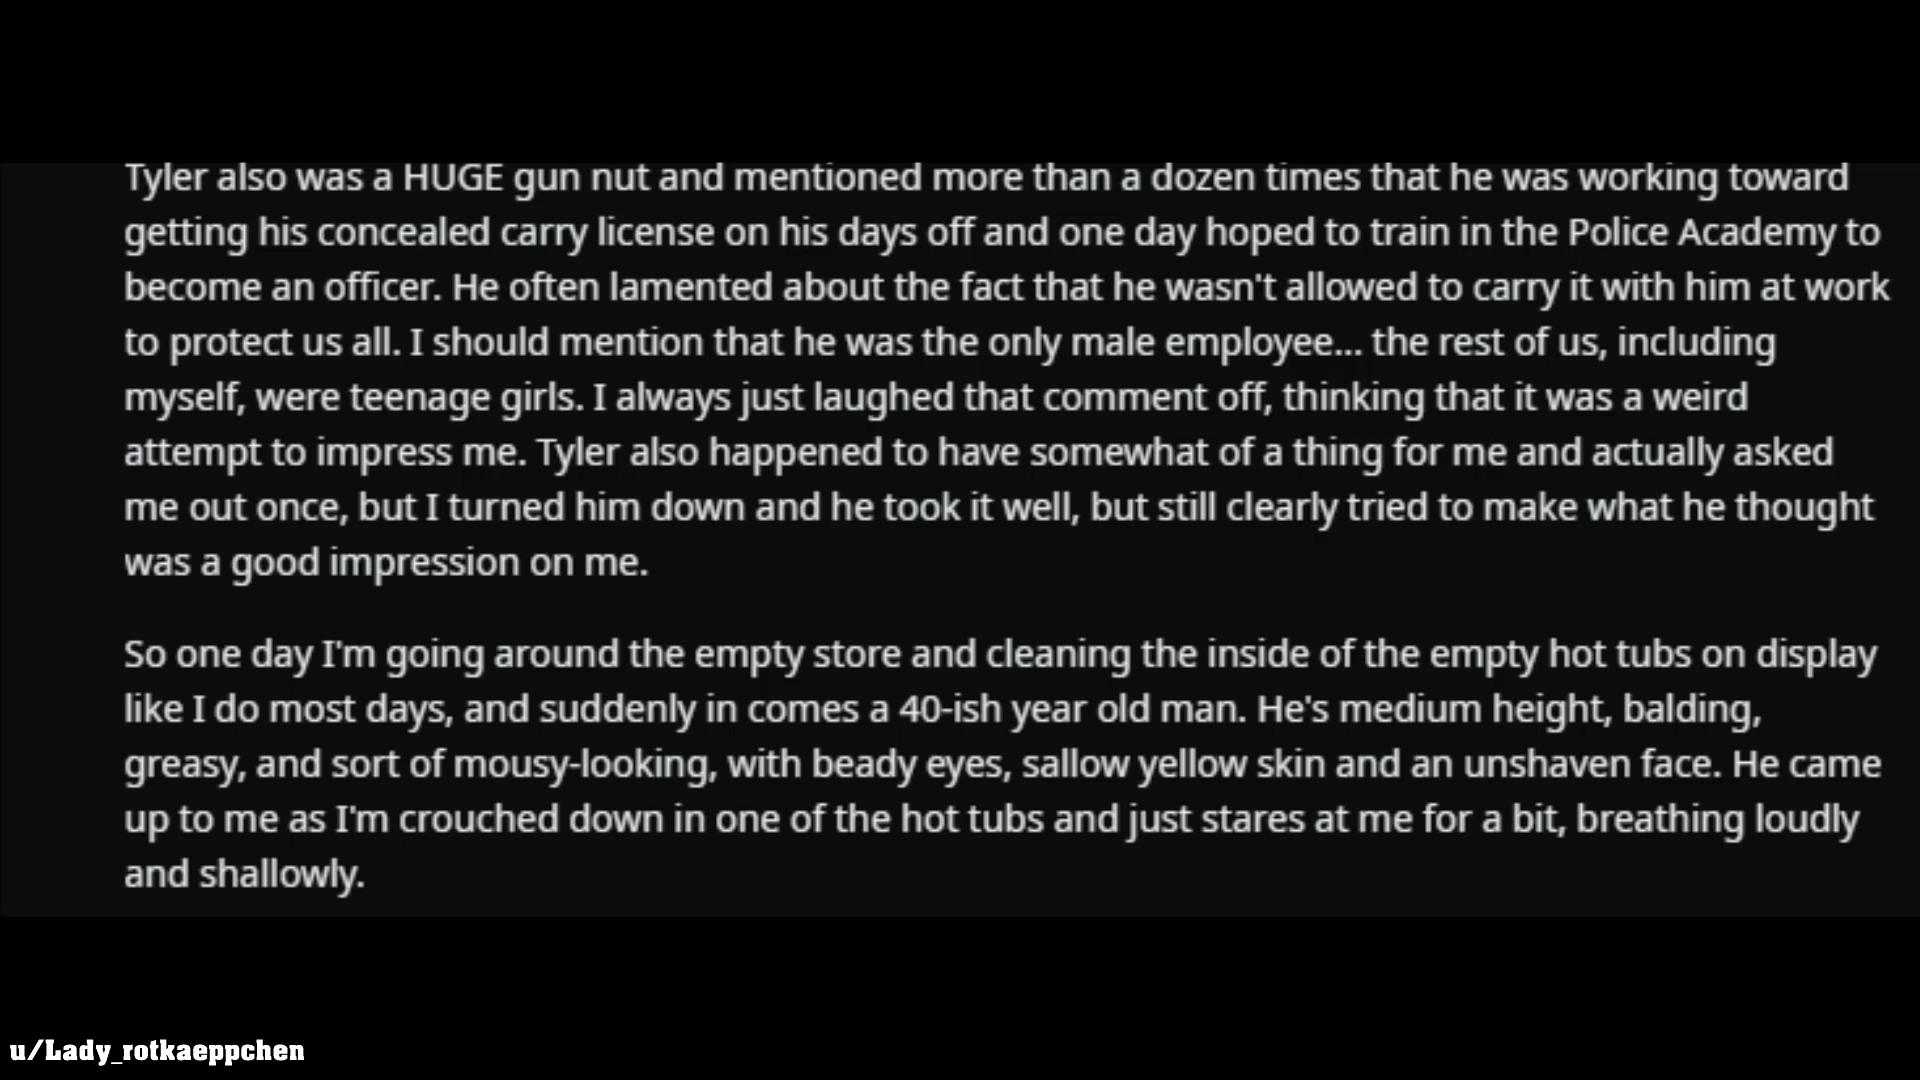 Tyler also was a HUGE gun nut and mentioned more than a dozen times that he was working toward
getting his concealed carry license on his days off and one day hoped to train in the Police Academy to
become an officer. He often lamented about the fact that he wasn't allowed to carry it with him at work
to protect us all. I should mention that he was the only male employee... the rest of us, including
myself, were teenage girls. I always just laughed that comment off, thinking that it was a weird
attempt to impress me. Tyler also happened to have somewhat of a thing for me and actually asked
me out once, but I turned him down and he took it well, but still clearly tried to make what he thought
was a good impression on me.
So one day I'm going around the empty store and cleaning the inside of the empty hot tubs on display
like I do most days, and suddenly in comes a 40-ish year old man. He's medium height, balding,
greasy, and sort of mousy-looking, with beady eyes, sallow yellow skin and an unshaven face. He came
up to me as I'm crouched down in one of the hot tubs and just stares at me for a bit, breathing loudly
and shallowly.
u/Lady_rotkaeppchen